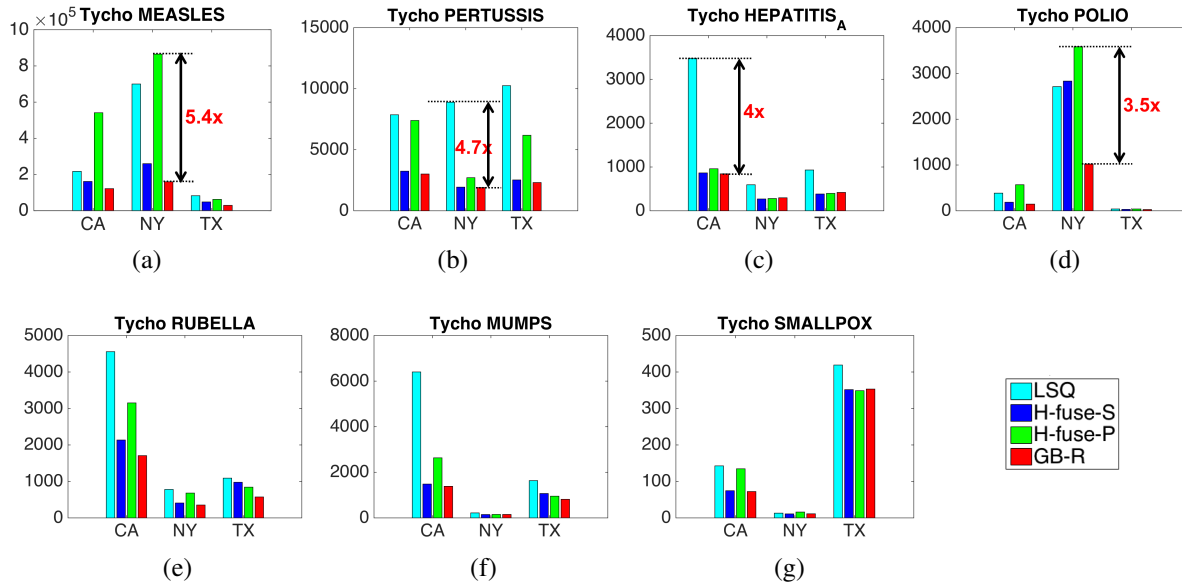 Tycho MEASLES
×10^5
10
8
6
4
2
0
5.4x
CA NY TX
(a)
Tycho PERTUSSIS
15000
10000
5000
0
4.7x
CA NY TX
(b)
Tycho HEPATITIS_A
4000
3000
2000
1000
0
4x
CA NY TX
(c)
Tycho POLIO
4000
3000
2000
1000
0
3.5x
CA NY TX
(d)
Tycho RUBELLA
5000
4000
3000
2000
1000
0
CA NY TX
(e)
Tycho MUMPS
8000
6000
4000
2000
0
CA NY TX
(f)
Tycho SMALLPOX
500
400
300
200
100
0
CA NY TX
(g)
LSQ
H-fuse-S
H-fuse-P
GB-R